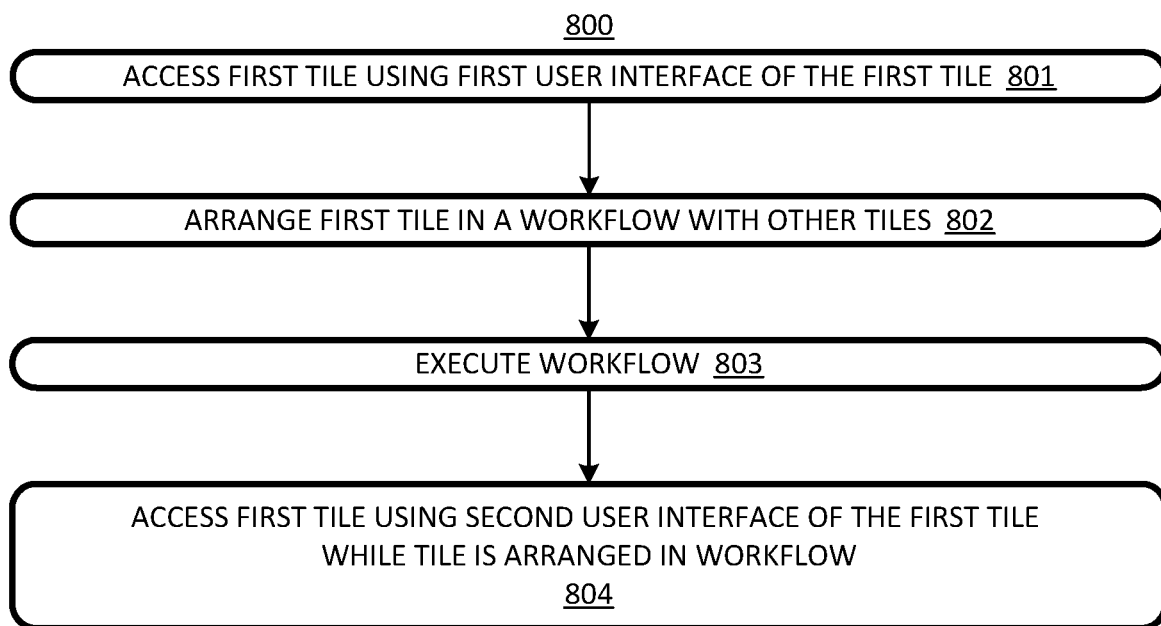 800
ACCESS FIRST TILE USING FIRST USER INTERFACE OF THE FIRST TILE 801
ARRANGE FIRST TILE IN A WORKFLOW WITH OTHER TILES 802
EXECUTE WORKFLOW 803
ACCESS FIRST TILE USING SECOND USER INTERFACE OF THE FIRST TILE
WHILE TILE IS ARRANGED IN WORKFLOW
804